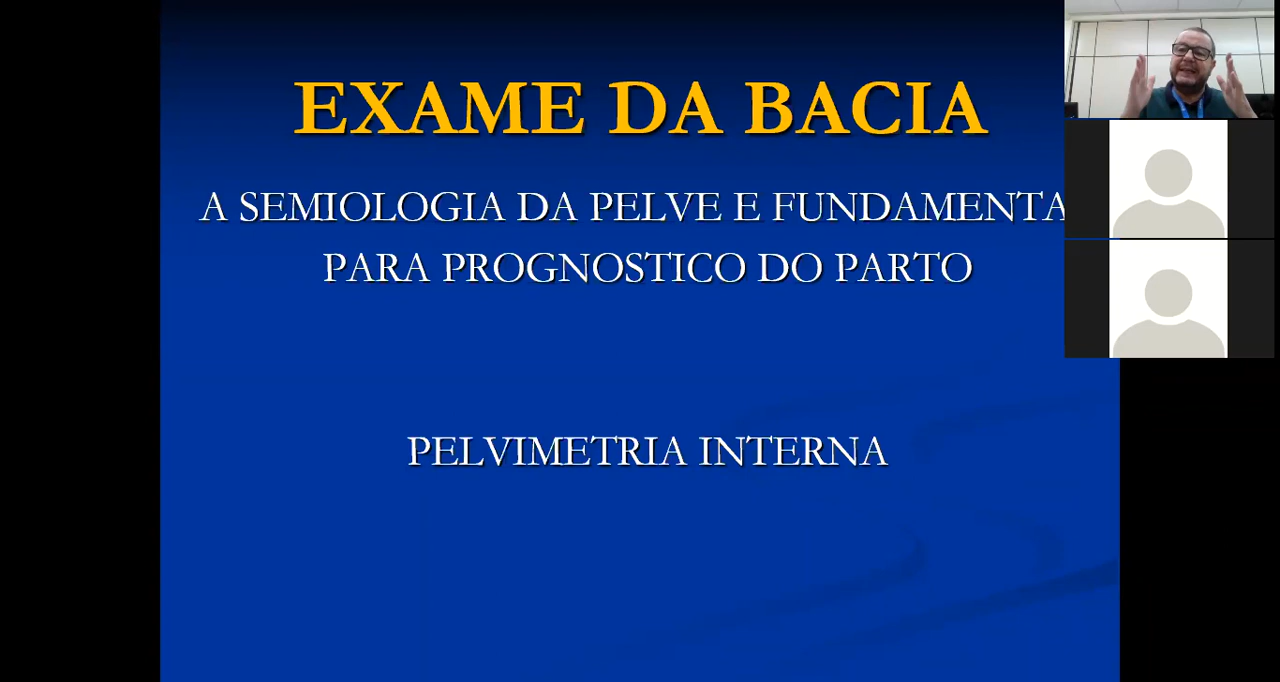 EXAME DA BACIA
A SEMIOLOGIA DA PELVE E FUNDAMENTA
PARA PROGNOSTICO DO PARTO
PELVIMETRIA INTERNA